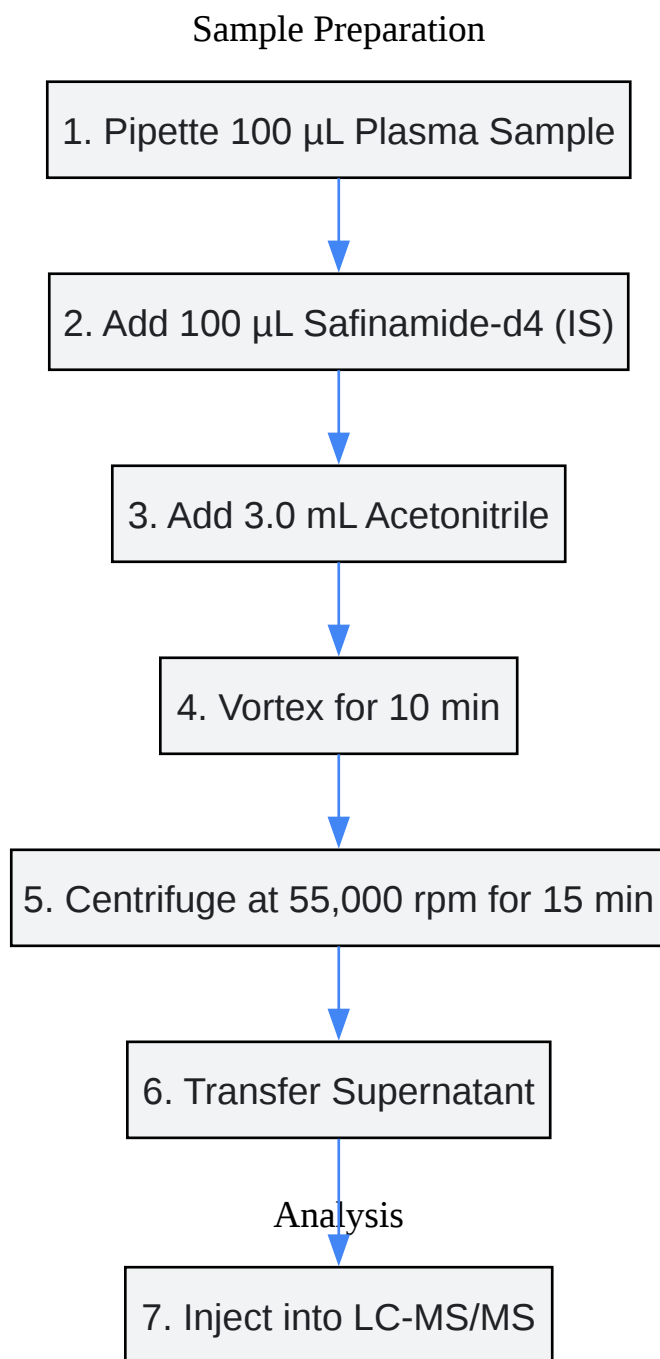 Sample Preparation
1. Pipette 100 µL Plasma Sample
2. Add 100 µL Safinamide-d4 (IS)
3. Add 3.0 mL Acetonitrile
4. Vortex for 10 min
5. Centrifuge at 55,000 rpm for 15 min
6. Transfer Supernatant
Analysis
7. Inject into LC-MS/MS